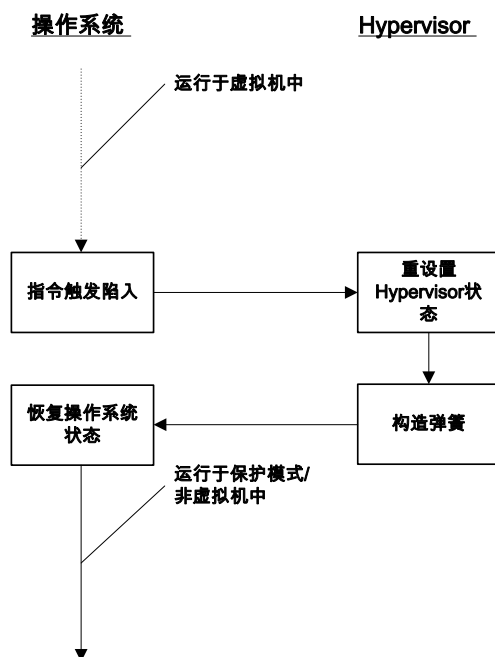 操作系统
Hypervisor
运行于虚拟机中
指令触发陷入
重设置
Hypervisor状
态
恢复操作系统
状态
构造弹簧
运行于保护模式/
非虚拟机中